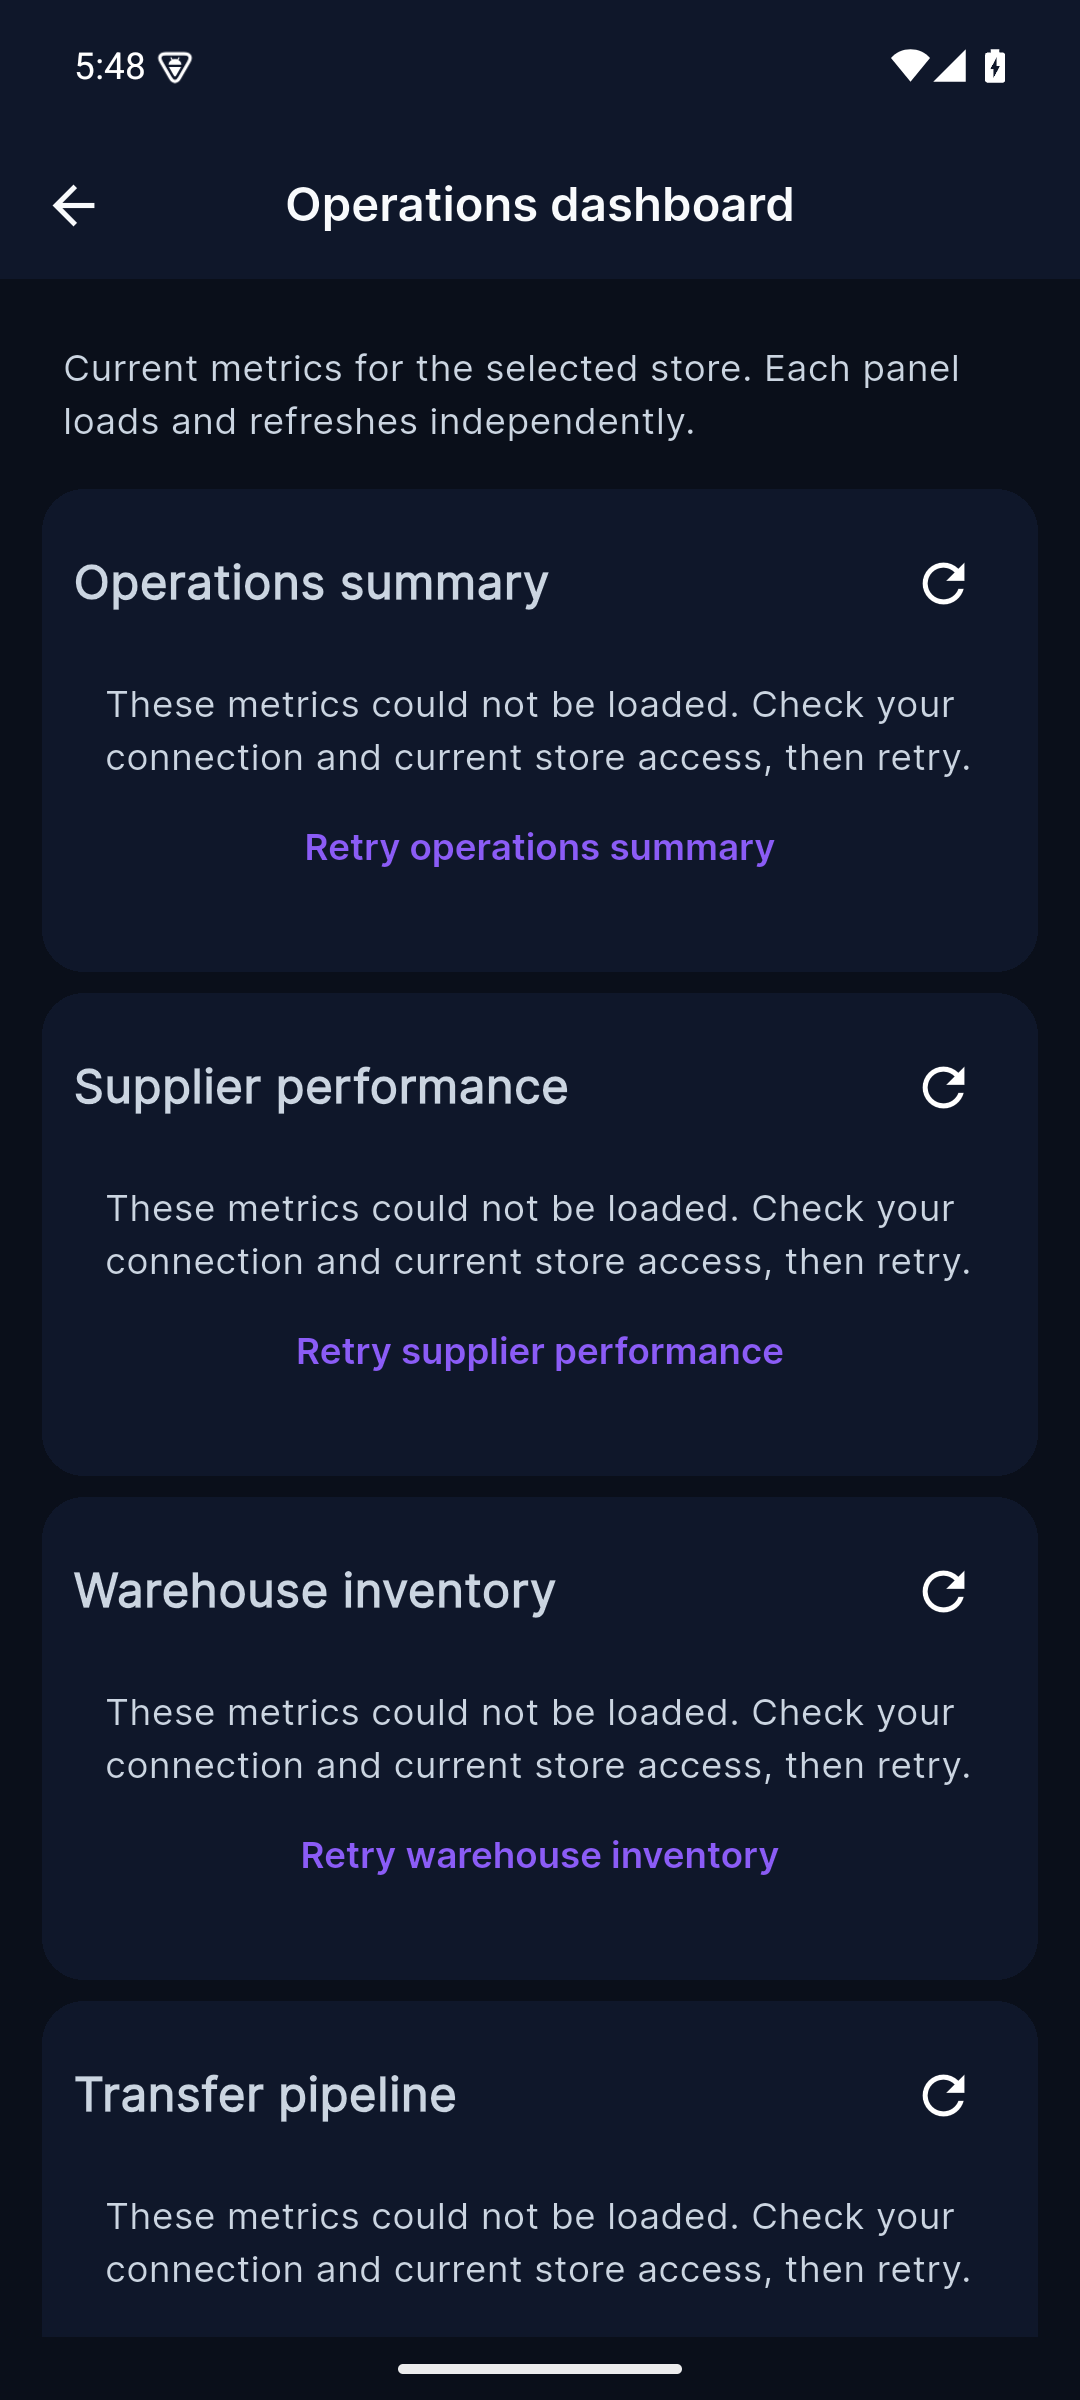 5:48
Operations dashboard
Current metrics for the selected store. Each panel
loads and refreshes independently.
Operations summary
These metrics could not be loaded. Check your
connection and current store access, then retry.
Retry operations summary
Supplier performance
These metrics could not be loaded. Check your
connection and current store access, then retry.
Retry supplier performance
Warehouse inventory
These metrics could not be loaded. Check your
connection and current store access, then retry.
Retry warehouse inventory
Transfer pipeline
These metrics could not be loaded. Check your
connection and current store access, then retry.